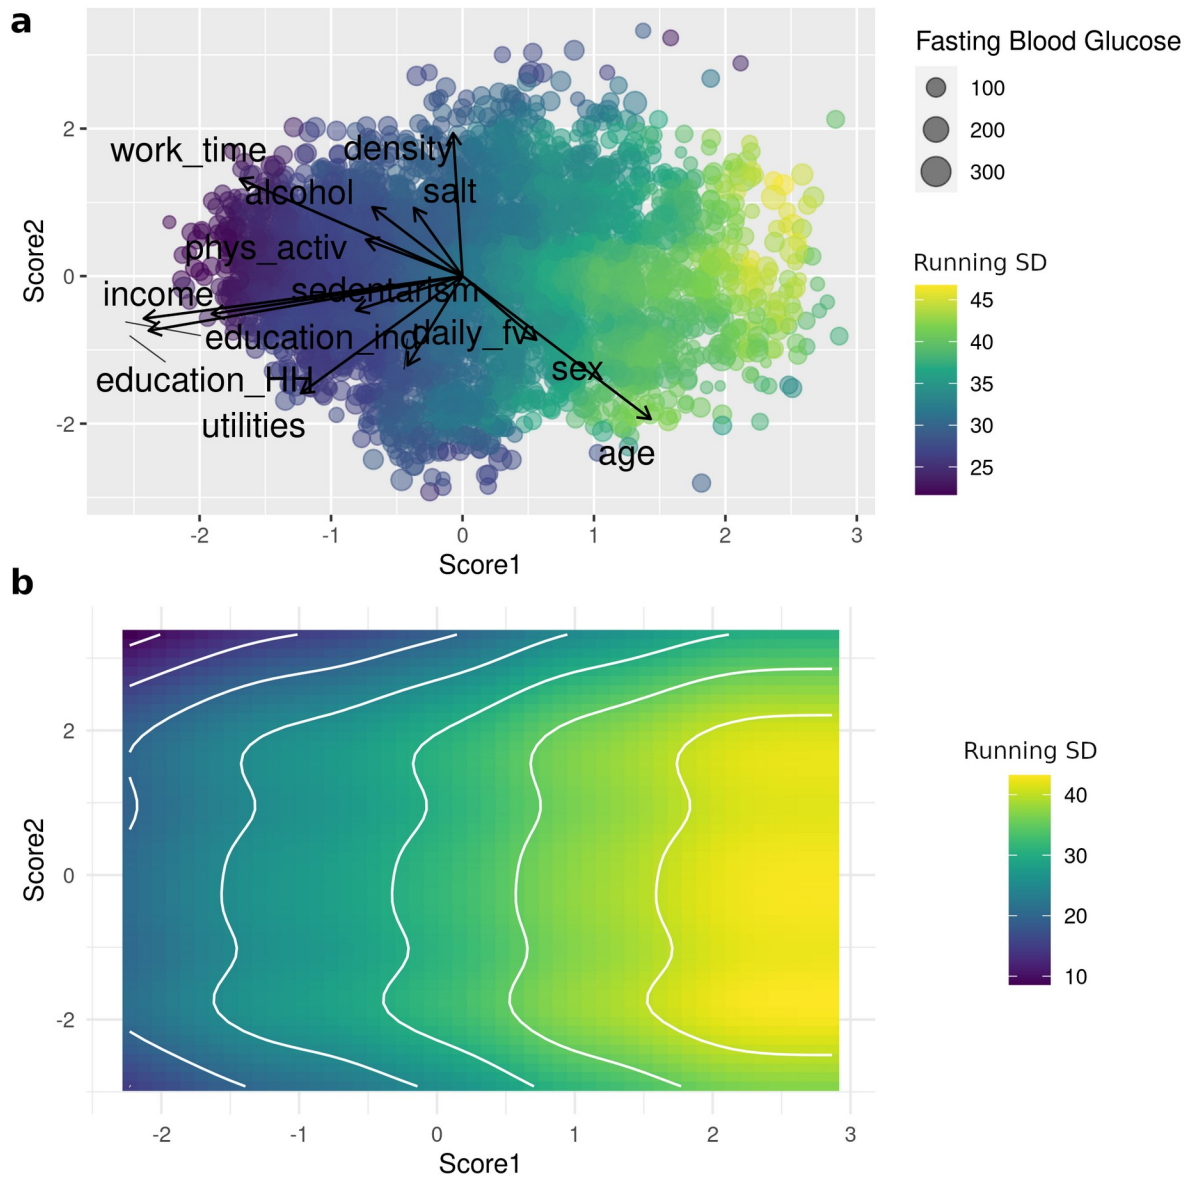 a
Fasting Blood Glucose
100
200
300
Running SD
45
40
35
30
25
Score2
2
0
-2
work_time
density
alcohol
salt
phys_activ
income
sedentarism
education_ind
daily_fv
education_HH
sex
utilities
age
-2
-1
0
1
2
3
Score1
b
Score2
2
0
-2
Running SD
40
30
20
10
-2
-1
0
1
2
3
Score1